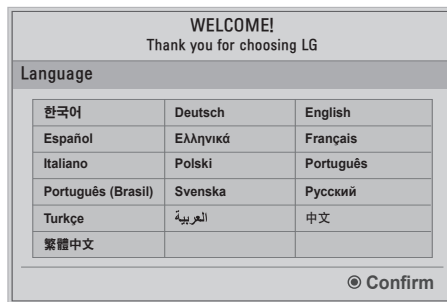 WELCOME!
Thank you for choosing LG
Language
한국어 Deutsch English
Español Ελληνικά Français
Italiano Polski Português
Português (Brasil) Svenska Русский
Turkçe العربية 中文
繁體中文
◉ Confirm